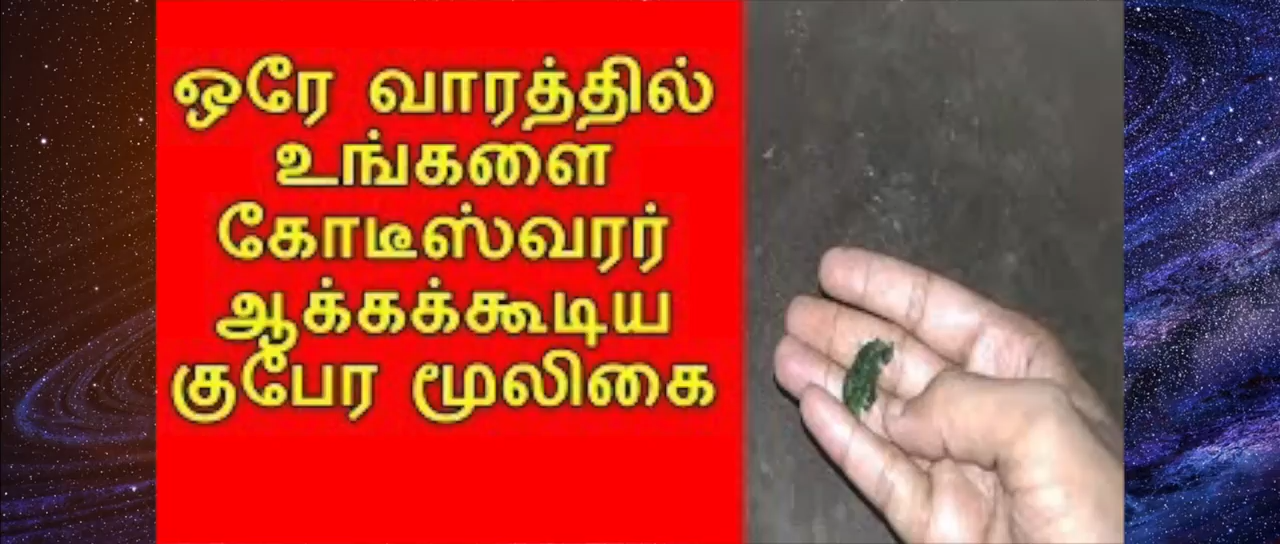 ஒரே வாரத்தில்
உங்களை
கோடீஸ்வரர்
ஆக்கக்கூடிய
குபேர மூலிகை